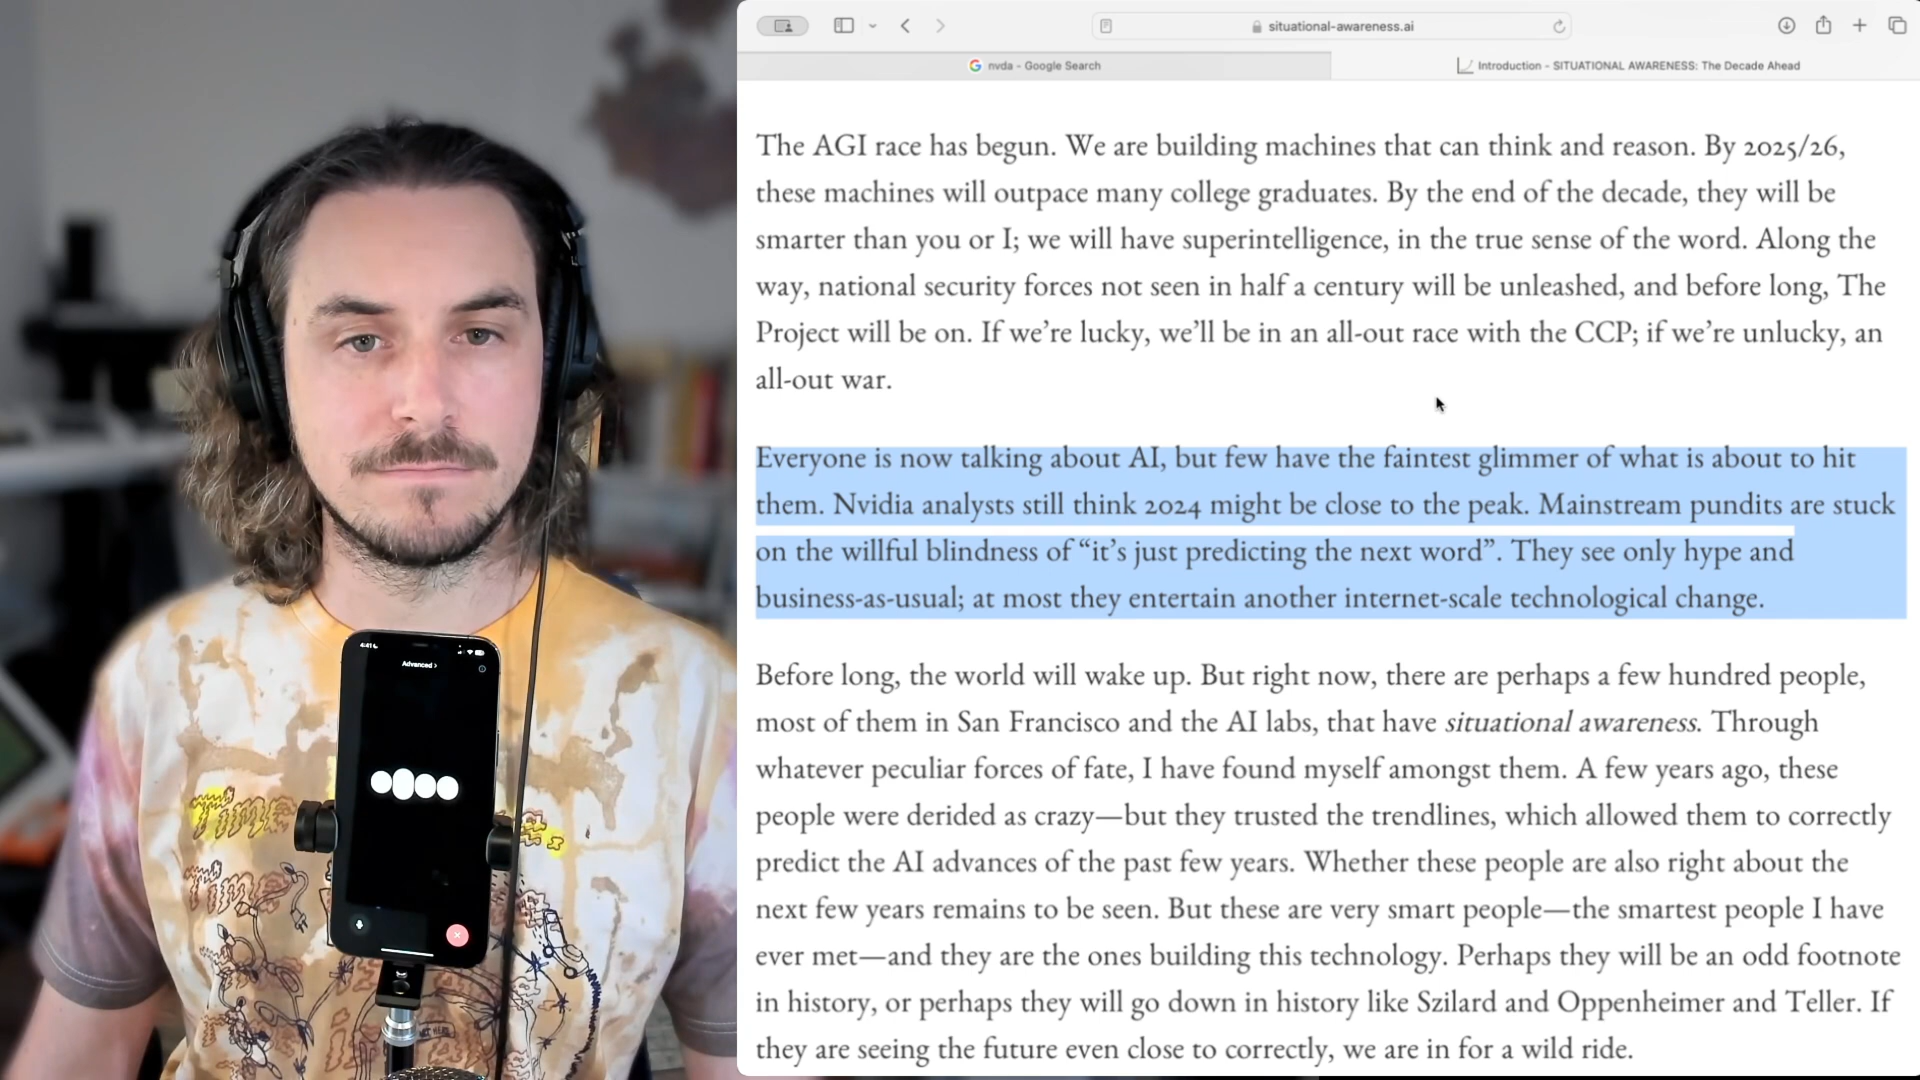 situational-awareness.ai
nvda - Google Search
Introduction - SITUATIONAL AWARENESS: The Decade Ahead
The AGI race has begun. We are building machines that can think and reason. By 2025/26,
these machines will outpace many college graduates. By the end of the decade, they will be
smarter than you or I; we will have superintelligence, in the true sense of the word. Along the
way, national security forces not seen in half a century will be unleashed, and before long, The
Project will be on. If we’re lucky, we’ll be in an all-out race with the CCP; if we’re unlucky, an
all-out war.
Everyone is now talking about AI, but few have the faintest glimmer of what is about to hit
them. Nvidia analysts still think 2024 might be close to the peak. Mainstream pundits are stuck
on the willful blindness of “it’s just predicting the next word”. They see only hype and
business-as-usual; at most they entertain another internet-scale technological change.
Before long, the world will wake up. But right now, there are perhaps a few hundred people,
most of them in San Francisco and the AI labs, that have situational awareness. Through
whatever peculiar forces of fate, I have found myself amongst them. A few years ago, these
people were derided as crazy—but they trusted the trendlines, which allowed them to correctly
predict the AI advances of the past few years. Whether these people are also right about the
next few years remains to be seen. But these are very smart people—the smartest people I have
ever met—and they are the ones building this technology. Perhaps they will be an odd footnote
in history, or perhaps they will go down in history like Szilard and Oppenheimer and Teller. If
they are seeing the future even close to correctly, we are in for a wild ride.
4:41
Advanced >
Time